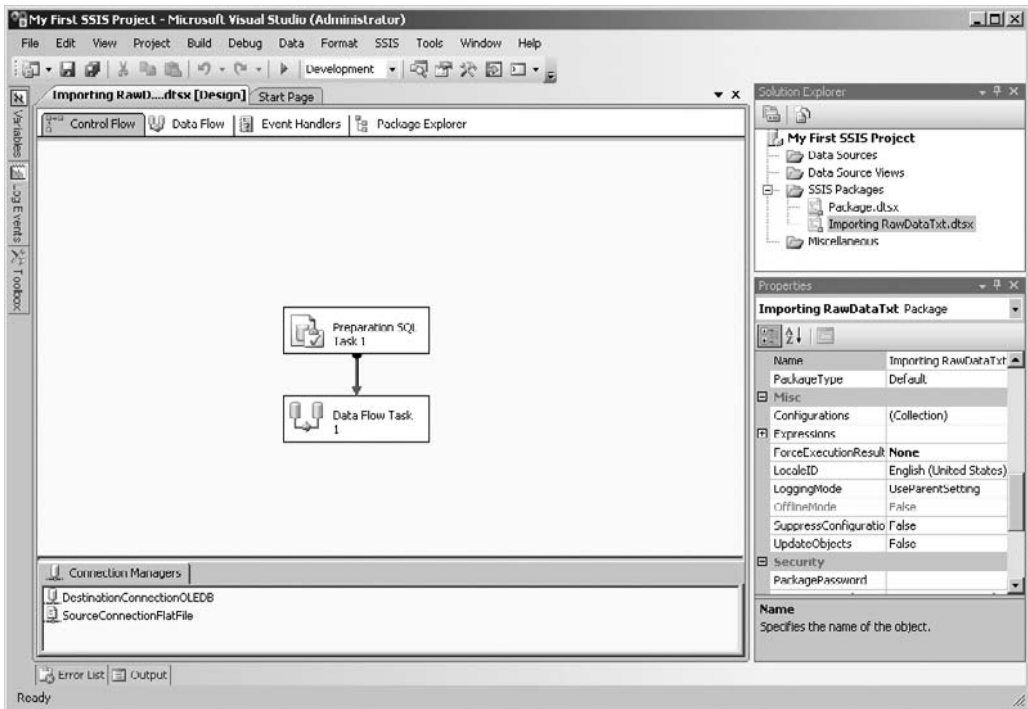 My First SSIS Project - Microsoft Visual Studio (Administrator)
File Edit View Project Build Debug Data Format SSIS Tools Window Help
Development
Importing RawD....dtsx [Design] Start Page
Control Flow Data Flow Event Handlers Package Explorer
Variables
Log Events
Toolbox
Preparation SQL
Task 1
Data Flow Task
1
Connection Managers
DestinationConnectionOLEDB
SourceConnectionFlatFile
Error List Output
Ready
Solution Explorer
My First SSIS Project
Data Sources
Data Source Views
SSIS Packages
Package.dtsx
Importing RawDataTxt.dtsx
Miscellaneous
Properties
Importing RawDataTxt Package
Name Importing RawDataTxt
PackageType Default
Misc
Configurations (Collection)
Expressions
ForceExecutionResult None
LocaleID English (United States)
LoggingMode UseParentSetting
OfflineMode False
SuppressConfiguratio False
UpdateObjects False
Security
PackagePassword
Name
Specifies the name of the object.